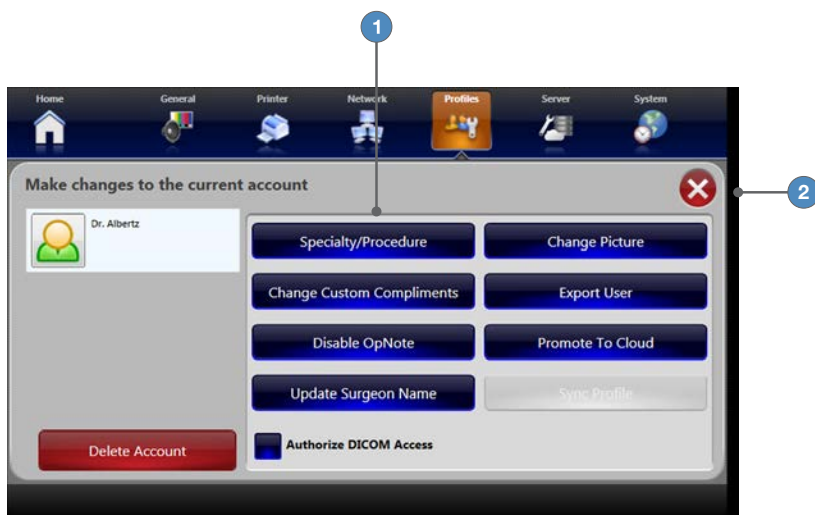 1
Home General Printer Network Profiles Server System
Make changes to the current account
2
Dr. Albertz
Specialty/Procedure Change Picture
Change Custom Compliments Export User
Disable OpNote Promote To Cloud
Update Surgeon Name Sync Profile
Delete Account Authorize DICOM Access